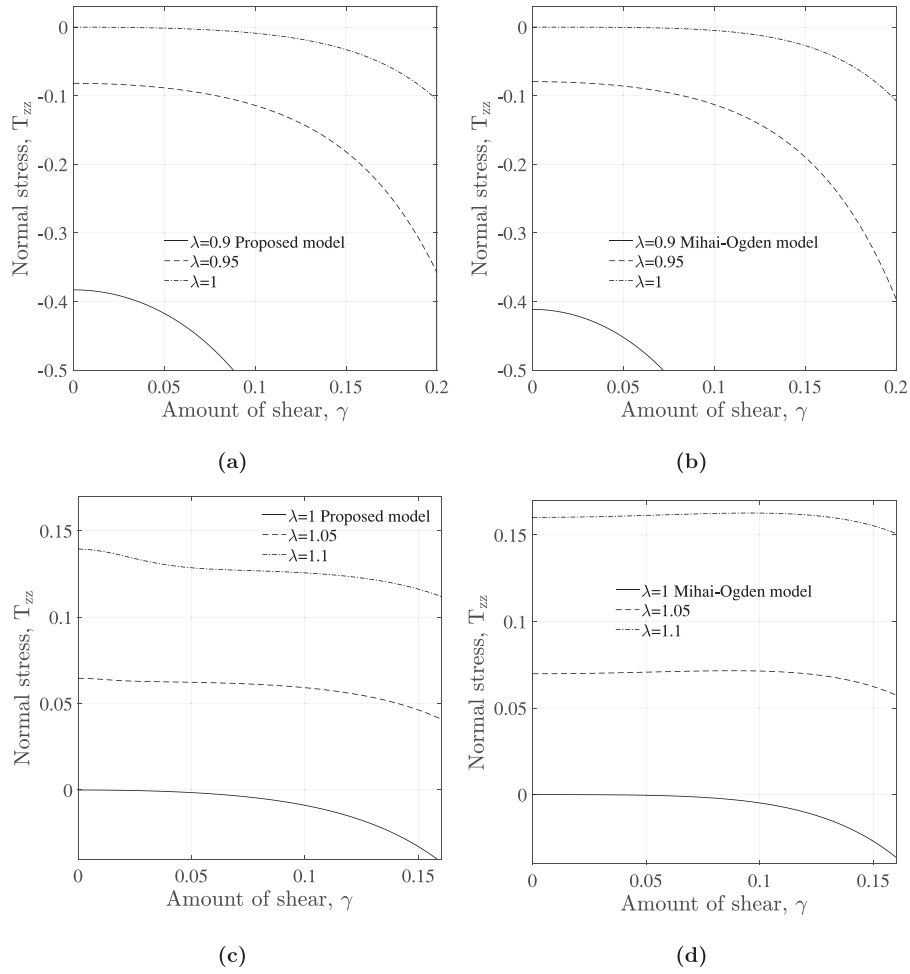 0
-0.1
-0.2
-0.3
-0.4
-0.5
Normal stress, T_zz
λ=0.9 Proposed model
λ=0.95
λ=1
0 0.05 0.1 0.15 0.2
Amount of shear, γ
(a)
0
-0.1
-0.2
-0.3
-0.4
-0.5
Normal stress, T_zz
λ=0.9 Mihai-Ogden model
λ=0.95
λ=1
0 0.05 0.1 0.15 0.2
Amount of shear, γ
(b)
0.15
0.1
0.05
0
Normal stress, T_zz
λ=1 Proposed model
λ=1.05
λ=1.1
0 0.05 0.1 0.15
Amount of shear, γ
(c)
0.15
0.1
0.05
0
Normal stress, T_zz
λ=1 Mihai-Ogden model
λ=1.05
λ=1.1
0 0.05 0.1 0.15
Amount of shear, γ
(d)